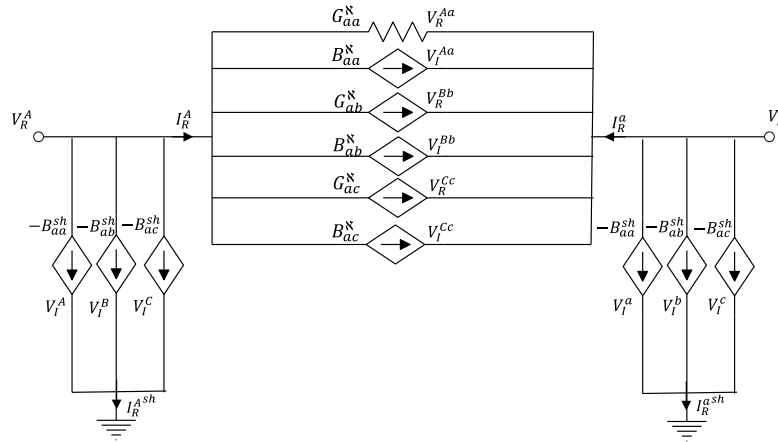 G_{aa}^{ℵ} V_R^{Aa}
B_{aa}^{ℵ} V_I^{Aa}
G_{ab}^{ℵ} V_R^{Bb}
V_R^A I_R^A B_{ab}^{ℵ} V_I^{Bb} I_R^a V
G_{ac}^{ℵ} V_R^{Cc}
B_{ac}^{ℵ} V_I^{Cc}
-B_{aa}^{sh} -B_{ab}^{sh} -B_{ac}^{sh} -B_{aa}^{sh} -B_{ab}^{sh} -B_{ac}^{sh}
V_I^A V_I^B V_I^C V_I^a V_I^b V_I^c
I_R^{A^{sh}} I_R^{a^{sh}}